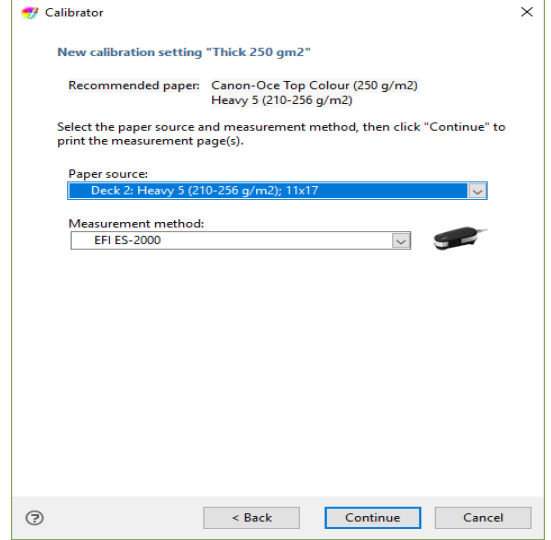 Calibrator
New calibration setting "Thick 250 gm2"
Recommended paper: Canon-Oce Top Colour (250 g/m2)
Heavy 5 (210-256 g/m2)
Select the paper source and measurement method, then click "Continue" to
print the measurement page(s).
Paper source:
Deck 2: Heavy 5 (210-256 g/m2); 11x17
Measurement method:
EFI ES-2000
? < Back Continue Cancel